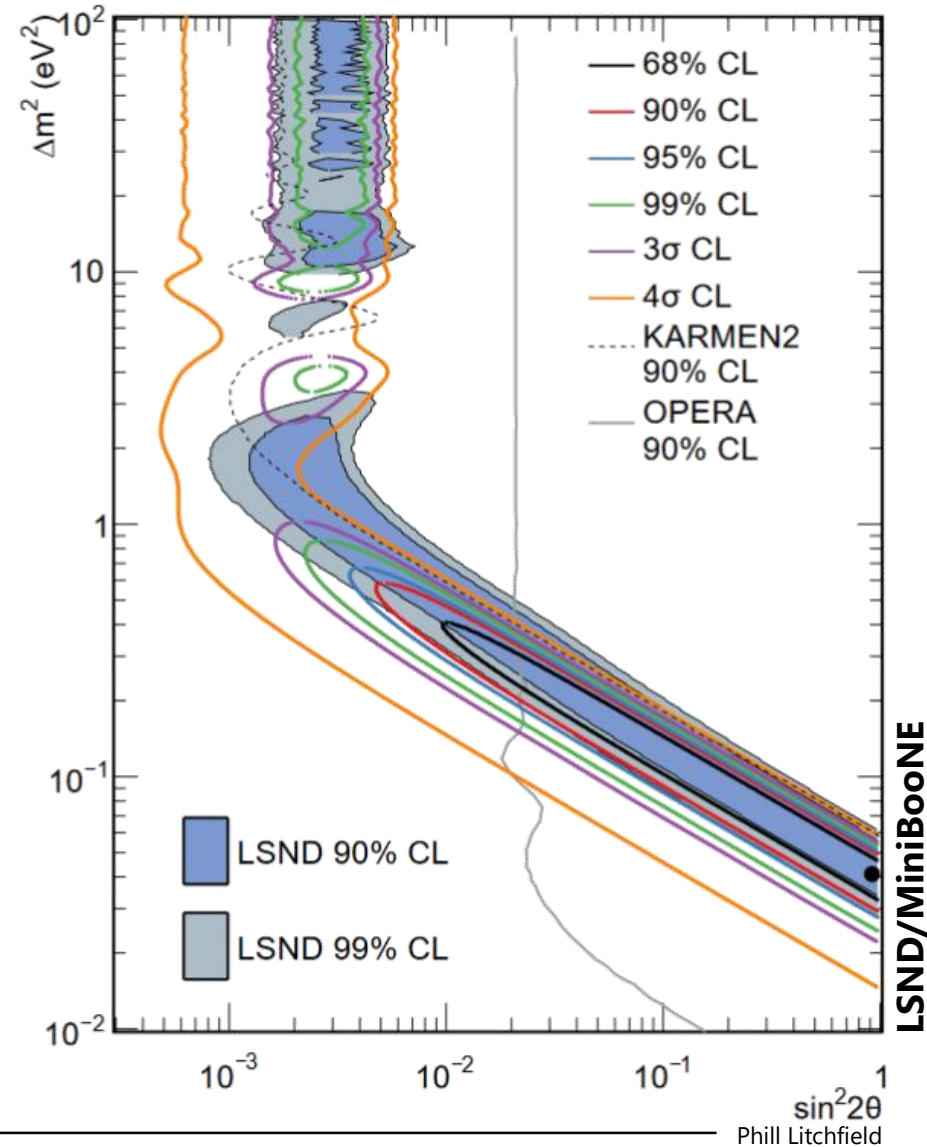 10²
10
1
10⁻¹
10⁻²
Δm² (eV²)
68% CL
90% CL
95% CL
99% CL
3σ CL
4σ CL
KARMEN2
90% CL
OPERA
90% CL
LSND 90% CL
LSND 99% CL
10⁻³
10⁻²
10⁻¹
1
sin²2θ
LSND/MiniBooNE
Phill Litchfield